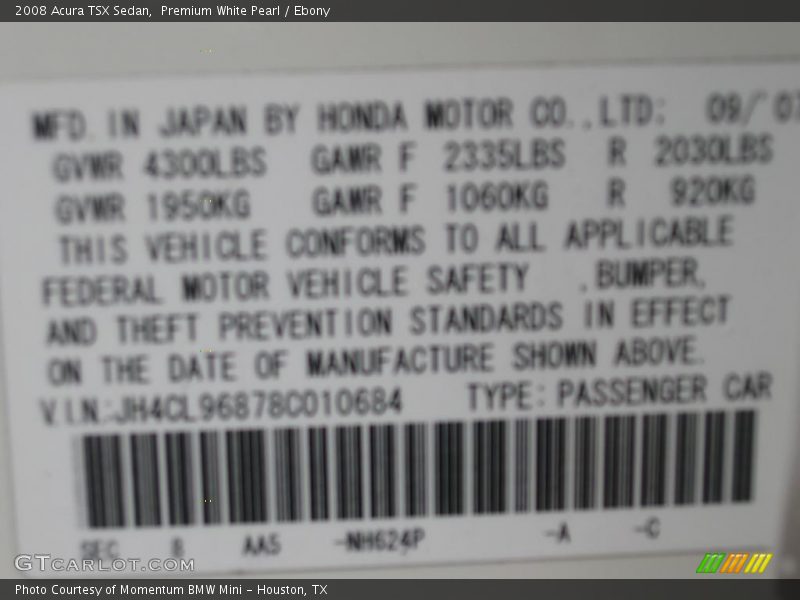 2008 Acura TSX Sedan,  Premium White Pearl / Ebony
MFD. IN JAPAN BY HONDA MOTOR CO.,LTD: 09/ 07
GVWR 4300LBS GAWR F 2335LBS R 2030LBS
GVWR 1950KG GAWR F 1060KG R 920KG
THIS VEHICLE CONFORMS TO ALL APPLICABLE
FEDERAL MOTOR VEHICLE SAFETY ,BUMPER,
AND THEFT PREVENTION STANDARDS IN EFFECT
ON THE DATE OF MANUFACTURE SHOWN ABOVE.
V.I.N.:JH4CL96878C010684 TYPE: PASSENGER CAR
SEC B AAS -NH624P -A -C
GTCARLOT.COM
Photo Courtesy of Momentum BMW Mini - Houston, TX